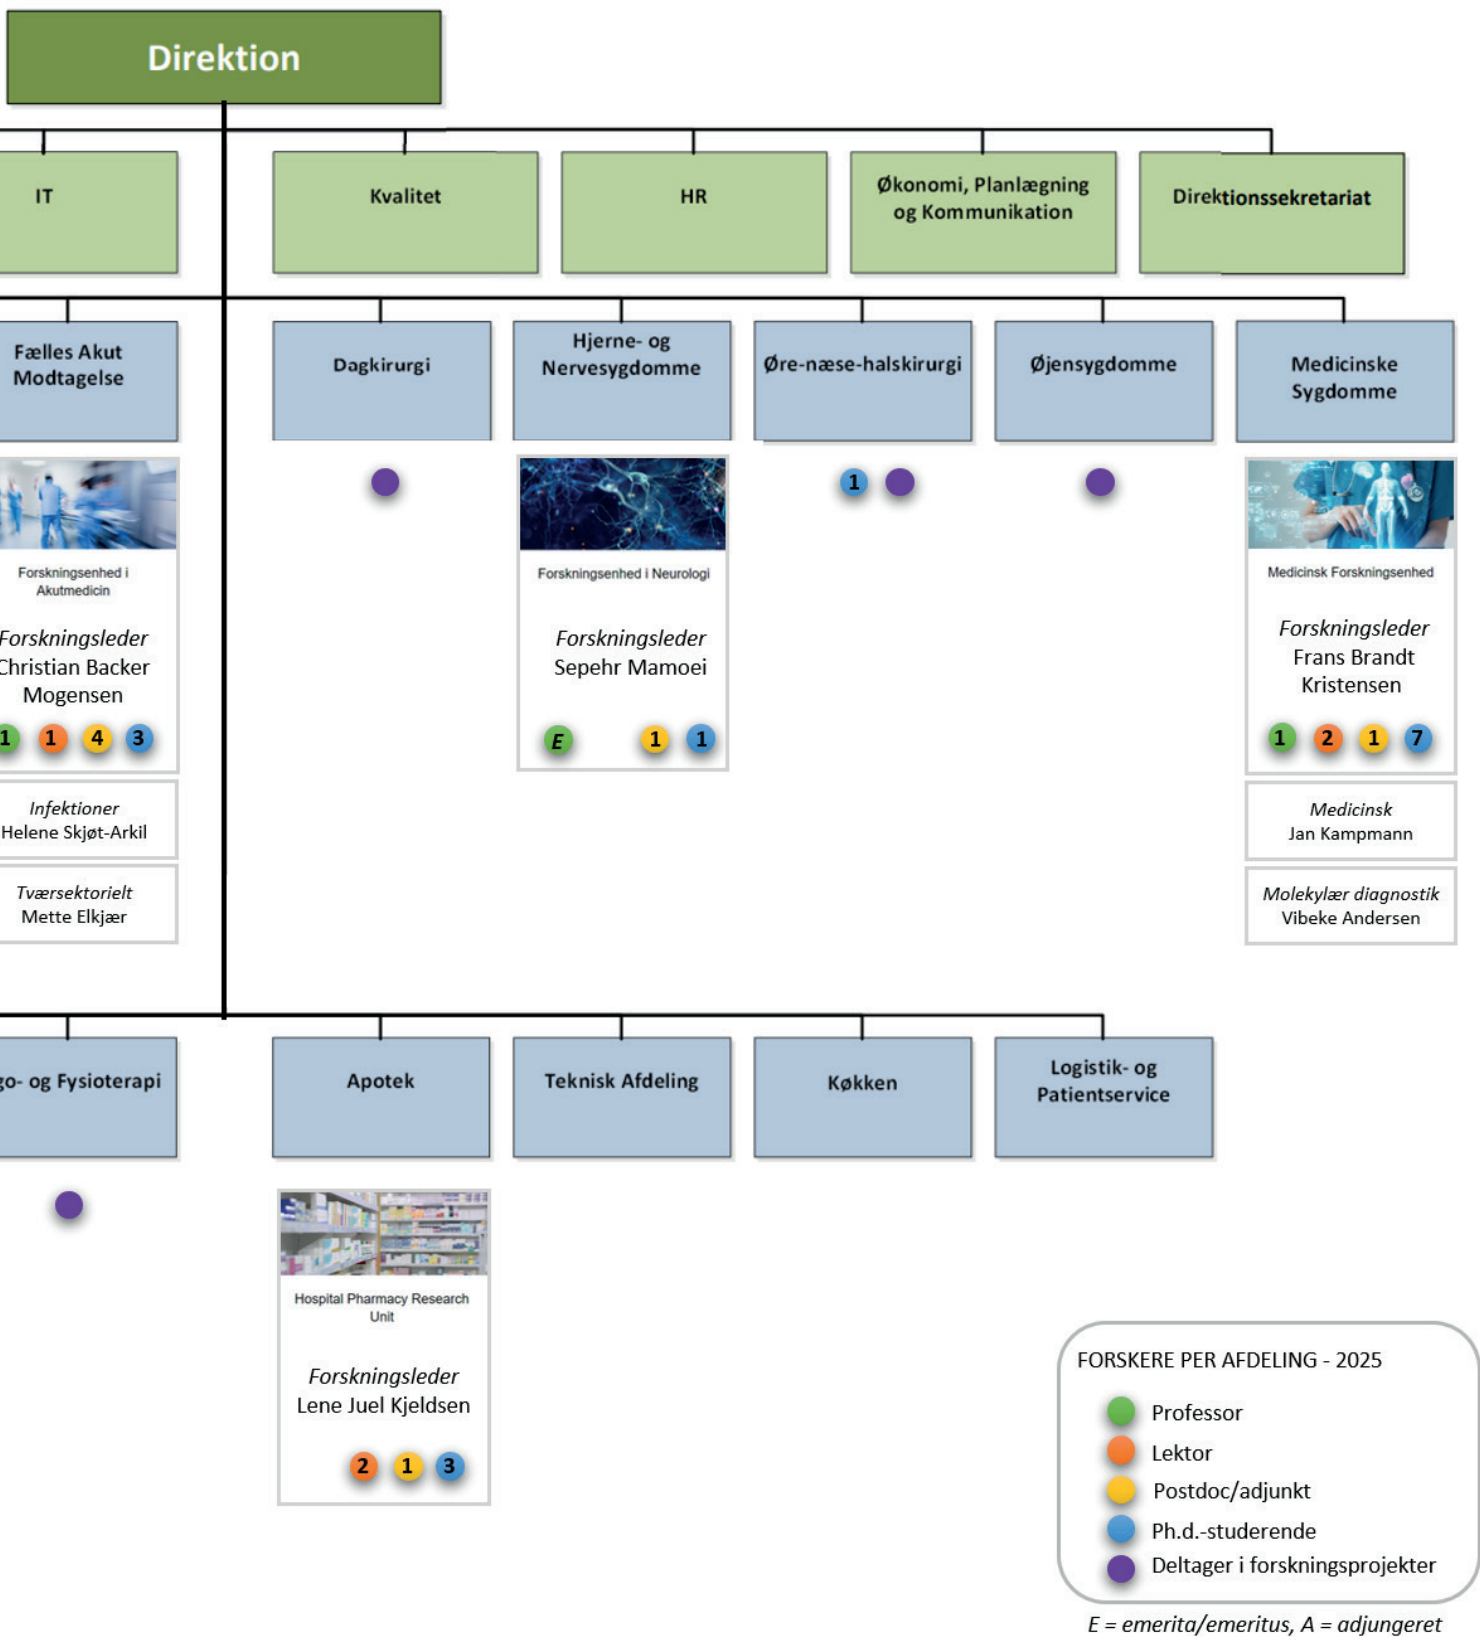 Direktion
IT
Kvalitet
HR
Økonomi, Planlægning
og Kommunikation
Direktionssekretariat
Fælles Akut
Modtagelse
Dagkirurgi
Hjerne- og
Nervesygdomme
Øre-næse-halskirurgi
Øjensygdomme
Medicinske
Sygdomme
Forskningsenhed i
Akutmedicin
Forskningsleder
Christian Backer
Mogensen
1 1 4 3
Infektioner
Helene Skjøt-Arkil
Tværsektorielt
Mette Elkjær
Forskningsenhed i Neurologi
Forskningsleder
Sepehr Mamoei
E 1 1
1
Medicinsk Forskningsenhed
Forskningsleder
Frans Brandt
Kristensen
1 2 1 7
Medicinsk
Jan Kampmann
Molekylær diagnostik
Vibeke Andersen
go- og Fysioterapi
Apotek
Teknisk Afdeling
Køkken
Logistik- og
Patientservice
Hospital Pharmacy Research
Unit
Forskningsleder
Lene Juel Kjeldsen
2 1 3
FORSKERE PER AFDELING - 2025
Professor
Lektor
Postdoc/adjunkt
Ph.d.-studerende
Deltager i forskningsprojekter
E = emerita/emeritus, A = adjungeret